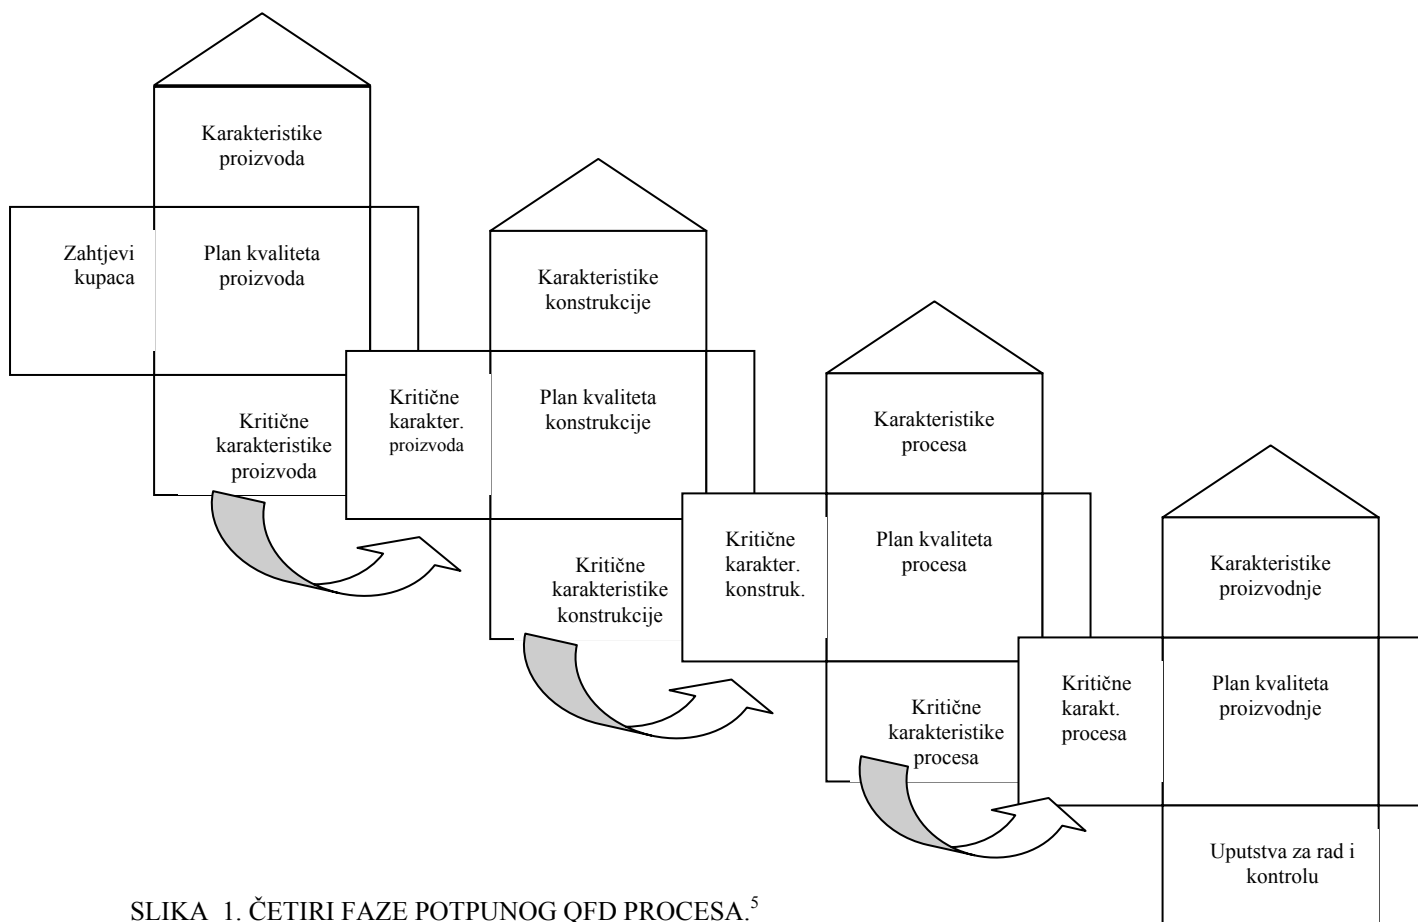 Karakteristike
proizvoda
Zahtjevi
kupaca
Plan kvaliteta
proizvoda
Kritične
karakteristike
proizvoda
Karakteristike
konstrukcije
Kritične
karakter.
proizvoda
Plan kvaliteta
konstrukcije
Kritične
karakteristike
konstrukcije
Karakteristike
procesa
Kritične
karakter.
konstruk.
Plan kvaliteta
procesa
Kritične
karakteristike
procesa
Karakteristike
proizvodnje
Kritične
karakt.
procesa
Plan kvaliteta
proizvodnje
Uputstva za rad i
kontrolu
SLIKA 1. ČETIRI FAZE POTPUNOG QFD PROCESA.⁵